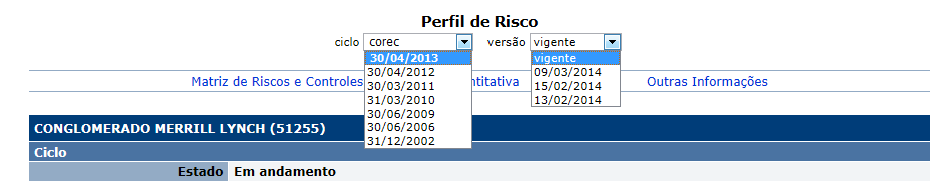 Perfil de Risco
ciclo corec versão vigente
30/04/2013 vigente
30/04/2012 09/03/2014
Matriz de Riscos e Controles 30/03/2011 ntitativa 15/02/2014 Outras Informações
31/03/2010 13/02/2014
30/06/2009
CONGLOMERADO MERRILL LYNCH (51255) 30/06/2006
31/12/2002
Ciclo
Estado Em andamento